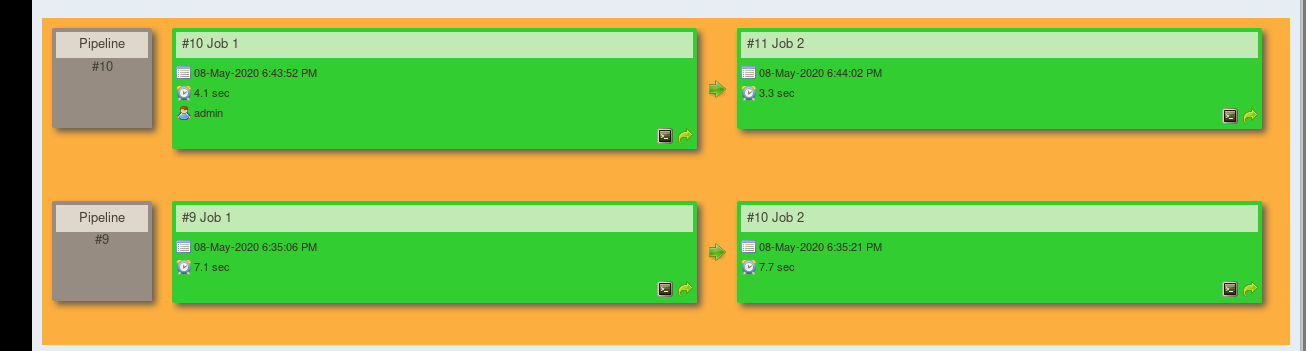 Pipeline
#10
#10 Job 1
08-May-2020 6:43:52 PM
4.1 sec
admin
#11 Job 2
08-May-2020 6:44:02 PM
3.3 sec
Pipeline
#9
#9 Job 1
08-May-2020 6:35:06 PM
7.1 sec
#10 Job 2
08-May-2020 6:35:21 PM
7.7 sec